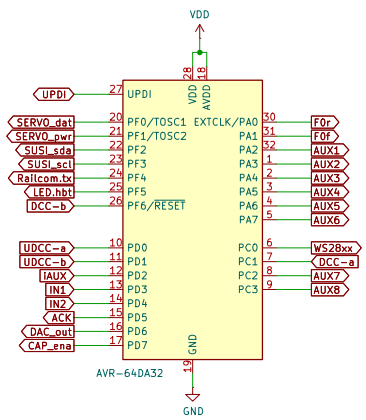 VDD
28 18
VDD AVDD
UPDI 27 UPDI
SERVO_dat 20 PF0/TOSC1 EXTCLK/PA0 30 F0r
SERVO_pwr 21 PF1/TOSC2 PA1 31 F0f
SUSI_sda 22 PF2 PA2 32 AUX1
SUSI_scl 23 PF3 PA3 1 AUX2
Railcom.tx 24 PF4 PA4 2 AUX3
LED.hbt 25 PF5 PA5 3 AUX4
DCC-b 26 PF6/RESET PA6 4 AUX5
PA7 5 AUX6
UDCC-a 10 PD0 PC0 6 WS28xx
UDCC-b 11 PD1 PC1 7 DCC-a
iAUX 12 PD2 PC2 8 AUX7
IN1 13 PD3 PC3 9 AUX8
IN2 14 PD4
ACK 15 PD5
DAC_out 16 PD6
CAP_ena 17 PD7
GND
19
AVR-64DA32
GND